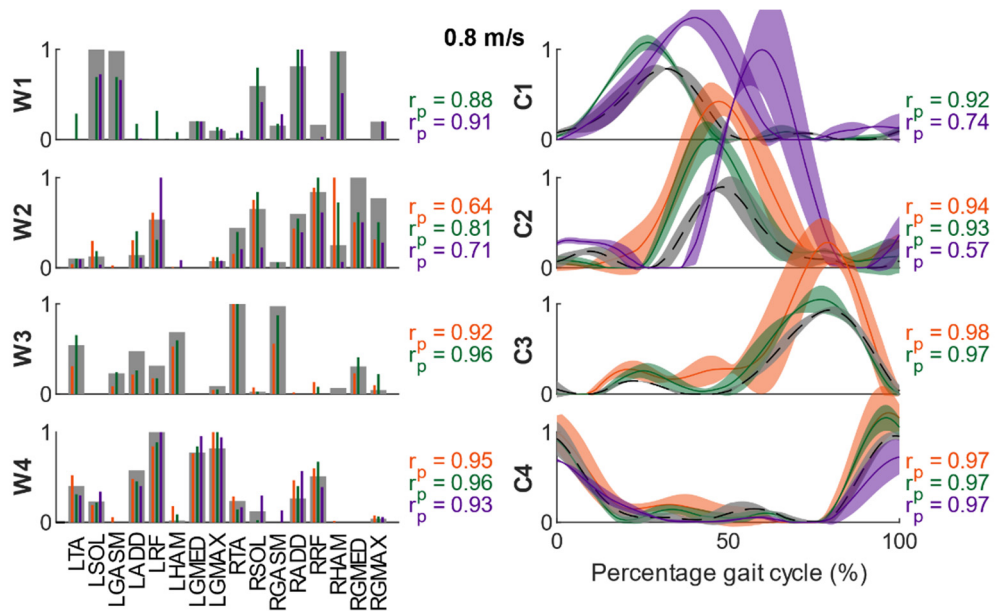 0.8 m/s
W1
1
0
r_p = 0.88
r_p = 0.91
C1
1
0
r_p = 0.92
r_p = 0.74
W2
1
0
r_p = 0.64
r_p = 0.81
r_p = 0.71
C2
1
0
r_p = 0.94
r_p = 0.93
r_p = 0.57
W3
1
0
r_p = 0.92
r_p = 0.96
C3
1
0
r_p = 0.98
r_p = 0.97
W4
1
0
r_p = 0.95
r_p = 0.96
r_p = 0.93
C4
1
0
r_p = 0.97
r_p = 0.97
r_p = 0.97
LTA
LSOL
LGASM
LADD
LRF
LHAM
LGMED
LGMAX
RTA
RSOL
RGASM
RADD
RRF
RHAM
RGMED
RGMAX
0 50 100
Percentage gait cycle (%)